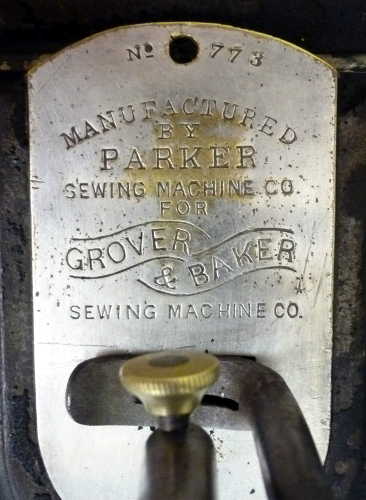 No 773
MANUFACTURED
BY
PARKER
SEWING MACHINE CO.
FOR
GROVER
& BAKER
SEWING MACHINE CO.